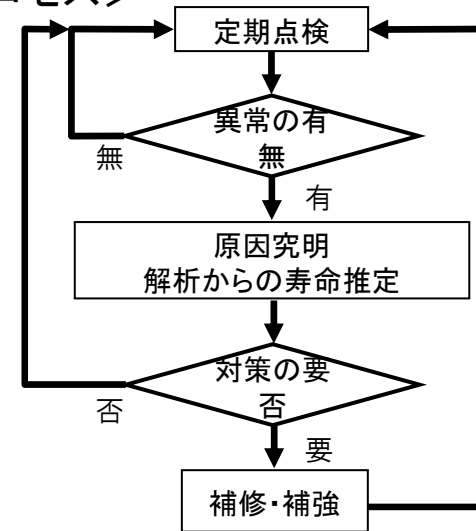 定期点検
異常の有
無
無
有
原因究明
解析からの寿命推定
対策の要
否
否
要
補修・補強